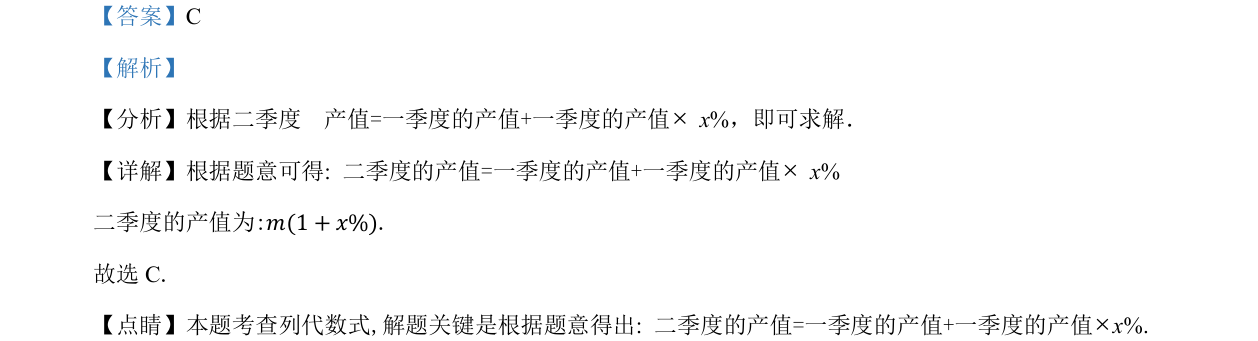 【答案】C
【解析】
【分析】根据二季度 产值=一季度的产值+一季度的产值× x%，即可求解．
【详解】根据题意可得: 二季度的产值=一季度的产值+一季度的产值× x%
二季度的产值为:m(1 + x%).
故选 C.
【点睛】本题考查列代数式,解题关键是根据题意得出: 二季度的产值=一季度的产值+一季度的产值×x%.